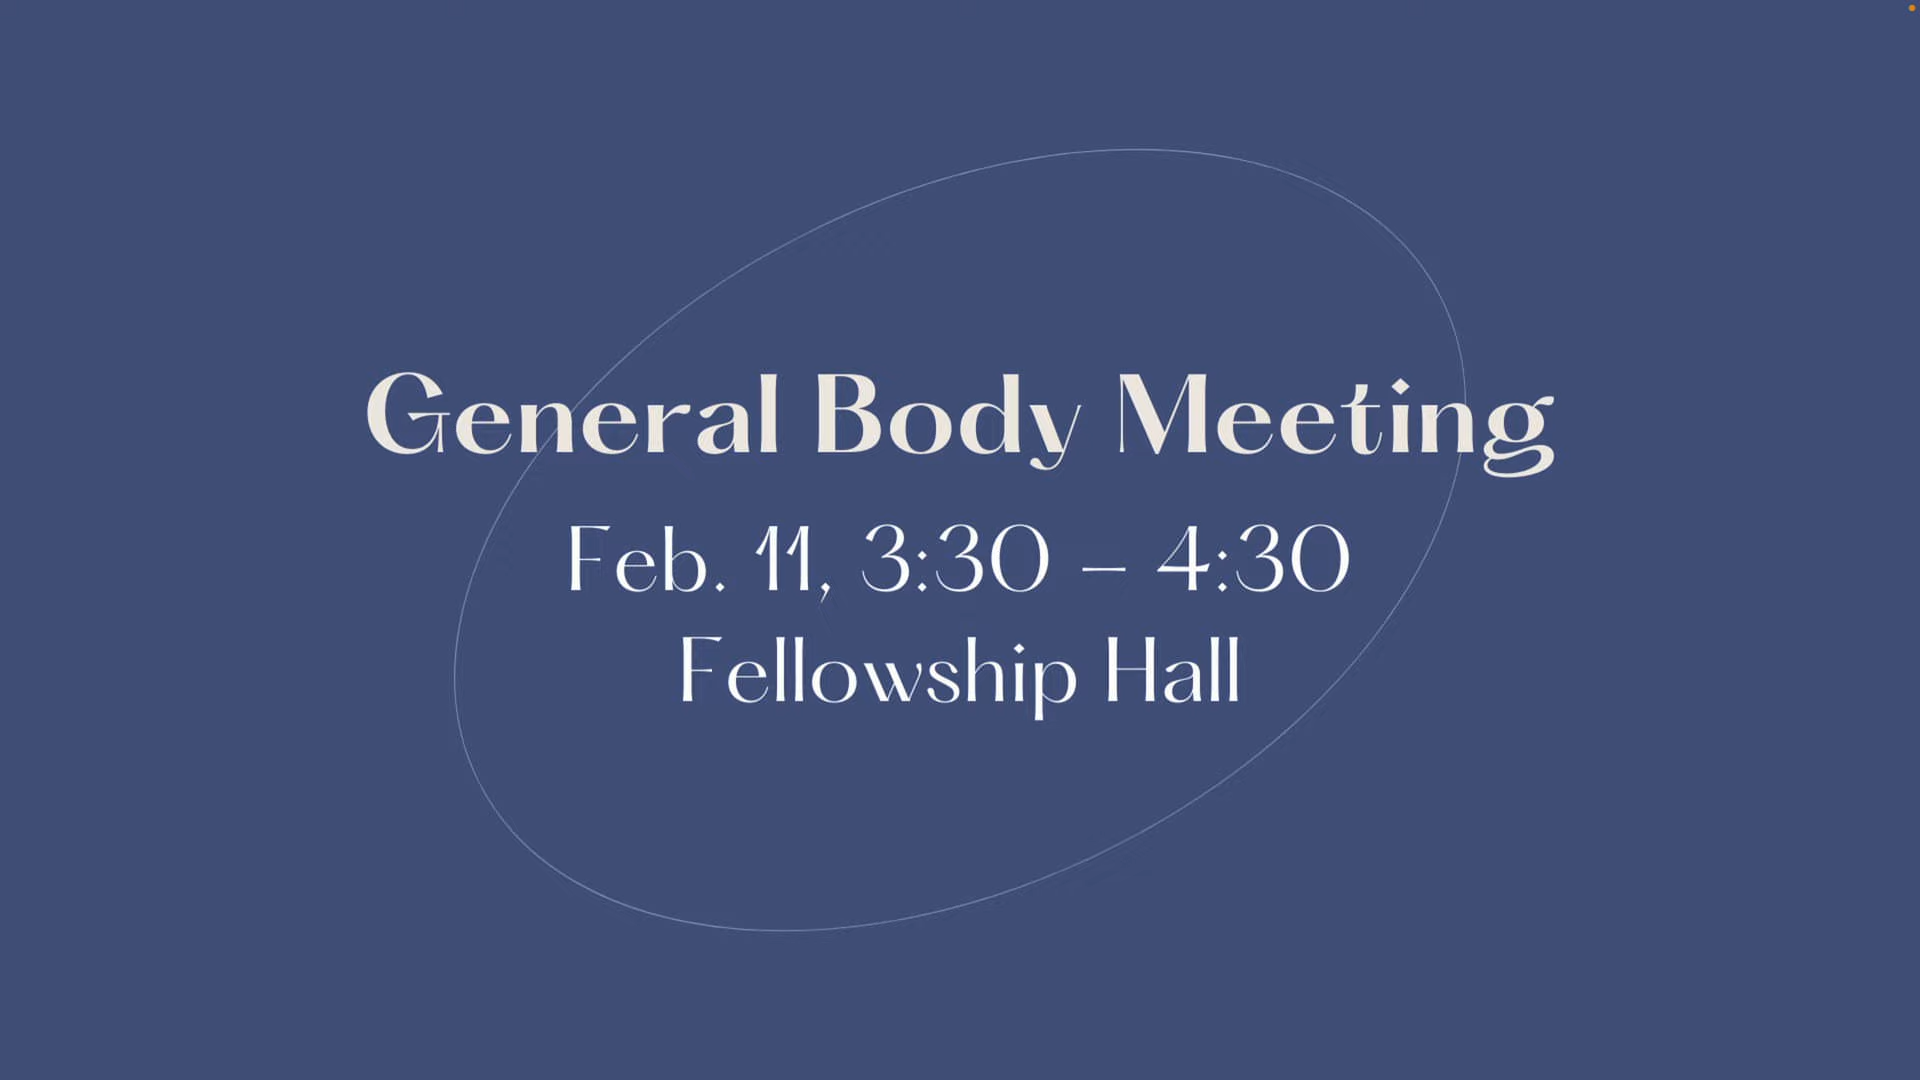 General Body Meeting
Feb. 11, 3:30 – 4:30
Fellowship Hall